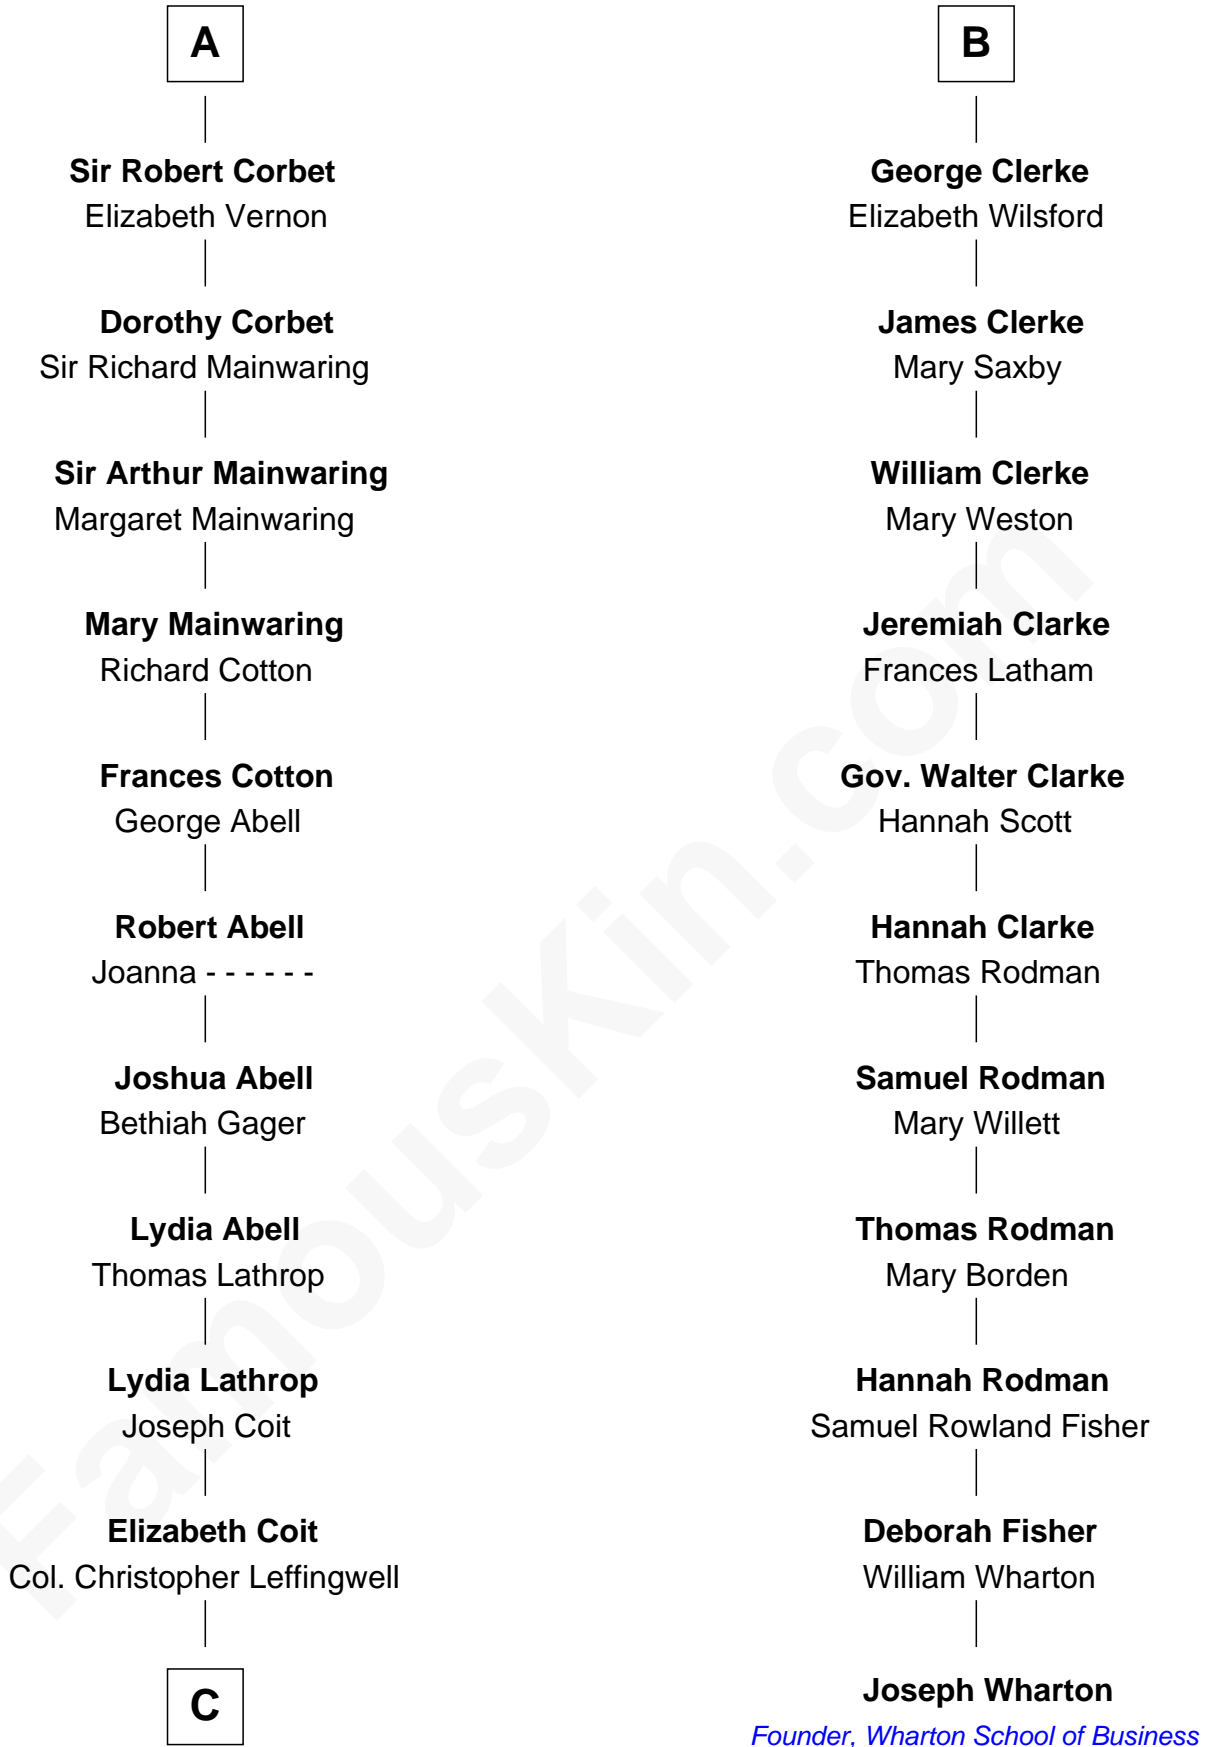 A
Sir Robert Corbet
Elizabeth Vernon
Dorothy Corbet
Sir Richard Mainwaring
Sir Arthur Mainwaring
Margaret Mainwaring
Mary Mainwaring
Richard Cotton
Frances Cotton
George Abell
Robert Abell
Joanna - - - - - -
Joshua Abell
Bethiah Gager
Lydia Abell
Thomas Lathrop
Lydia Lathrop
Joseph Coit
Elizabeth Coit
Col. Christopher Leffingwell
C
B
George Clerke
Elizabeth Wilsford
James Clerke
Mary Saxby
William Clerke
Mary Weston
Jeremiah Clarke
Frances Latham
Gov. Walter Clarke
Hannah Scott
Hannah Clarke
Thomas Rodman
Samuel Rodman
Mary Willett
Thomas Rodman
Mary Borden
Hannah Rodman
Samuel Rowland Fisher
Deborah Fisher
William Wharton
Joseph Wharton
Founder, Wharton School of Business
FamousKin.com